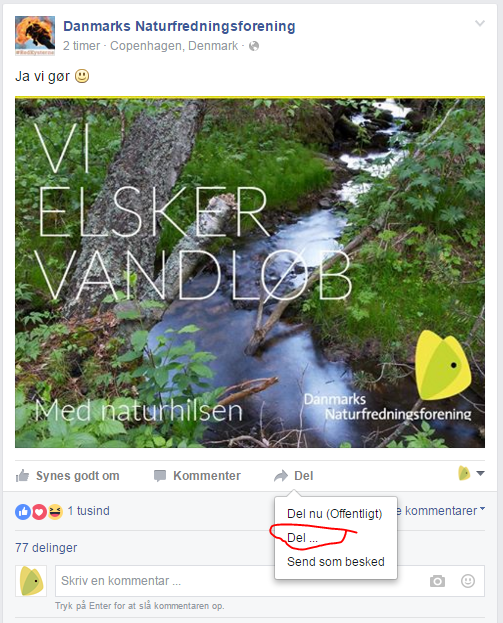 Danmarks Naturfredningsforening
2 timer · Copenhagen, Denmark ·
Ja vi gør
VI
ELSKER
VANDLØB
Med naturhilsen
Danmarks
Naturfredningsforening
Synes godt om
Kommenter
Del
Del nu (Offentligt)
Del ...
Send som besked
1 tusind
e kommentarer
77 delinger
Skriv en kommentar ...
Tryk på Enter for at slå kommentaren op.